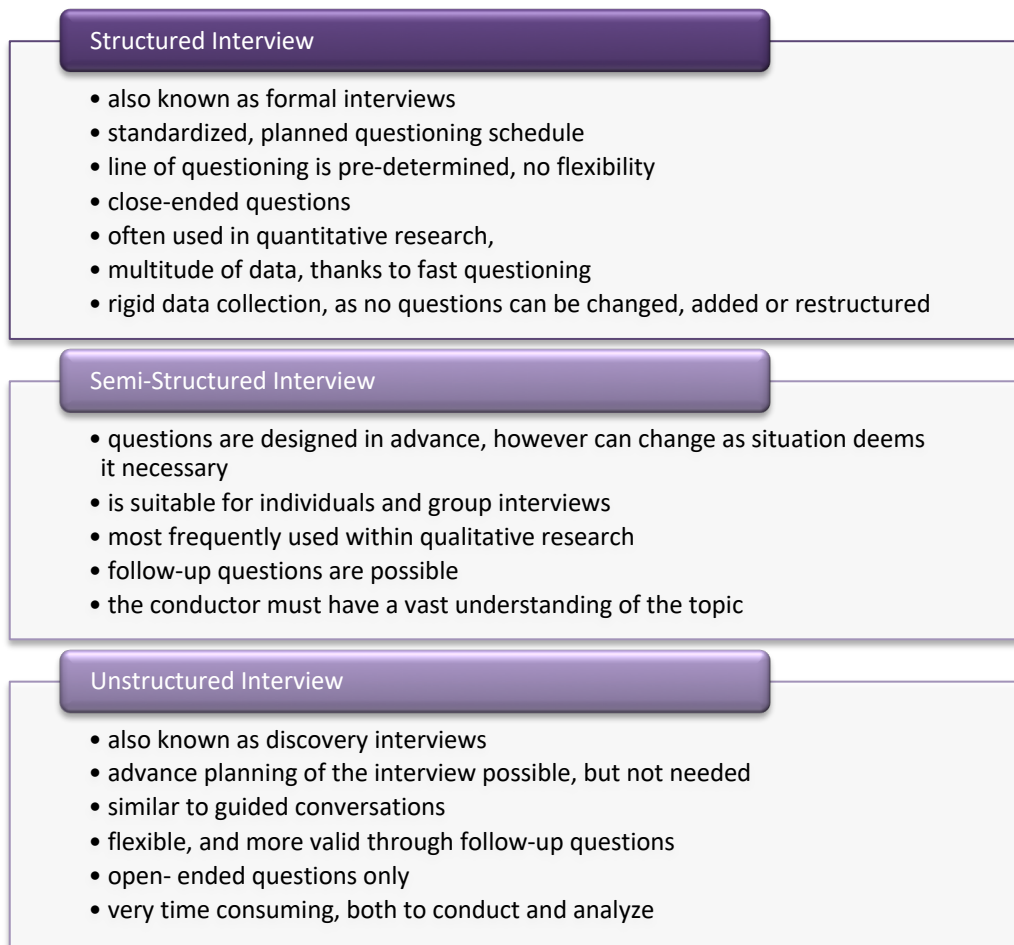 Structured Interview
• also known as formal interviews
• standardized, planned questioning schedule
• line of questioning is pre-determined, no flexibility
• close-ended questions
• often used in quantitative research,
• multitude of data, thanks to fast questioning
• rigid data collection, as no questions can be changed, added or restructured
Semi-Structured Interview
• questions are designed in advance, however can change as situation deems
it necessary
• is suitable for individuals and group interviews
• most frequently used within qualitative research
• follow-up questions are possible
• the conductor must have a vast understanding of the topic
Unstructured Interview
• also known as discovery interviews
• advance planning of the interview possible, but not needed
• similar to guided conversations
• flexible, and more valid through follow-up questions
• open- ended questions only
• very time consuming, both to conduct and analyze